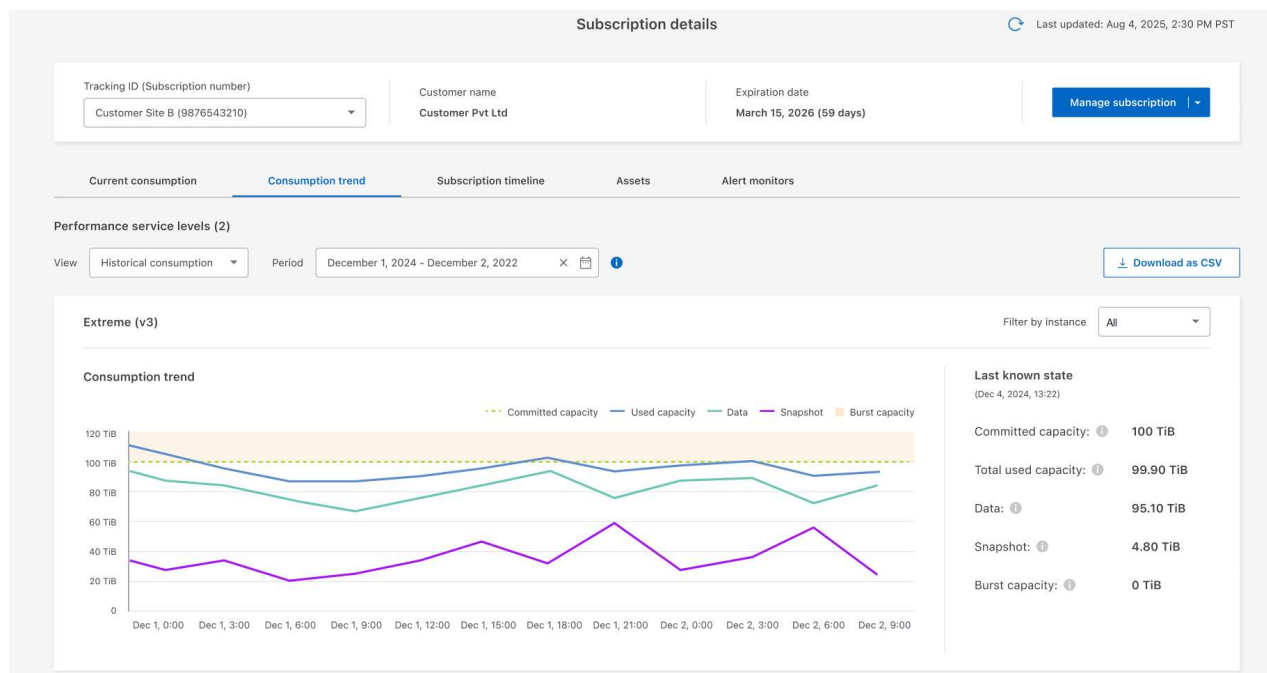 Subscription details
Last updated: Aug 4, 2025, 2:30 PM PST
Tracking ID (Subscription number)
Customer Site B (9876543210)
Customer name
Customer Pvt Ltd
Expiration date
March 15, 2026 (59 days)
Manage subscription
Current consumption
Consumption trend
Subscription timeline
Assets
Alert monitors
Performance service levels (2)
View
Historical consumption
Period
December 1, 2024 - December 2, 2022
Download as CSV
Extreme (v3)
Filter by instance
All
Consumption trend
Committed capacity
Used capacity
Data
Snapshot
Burst capacity
120 TiB
100 TiB
80 TiB
60 TiB
40 TiB
20 TiB
0
Dec 1, 0:00
Dec 1, 3:00
Dec 1, 6:00
Dec 1, 9:00
Dec 1, 12:00
Dec 1, 15:00
Dec 1, 18:00
Dec 1, 21:00
Dec 2, 0:00
Dec 2, 3:00
Dec 2, 6:00
Dec 2, 9:00
Last known state
(Dec 4, 2024, 13:22)
Committed capacity: 100 TiB
Total used capacity: 99.90 TiB
Data: 95.10 TiB
Snapshot: 4.80 TiB
Burst capacity: 0 TiB